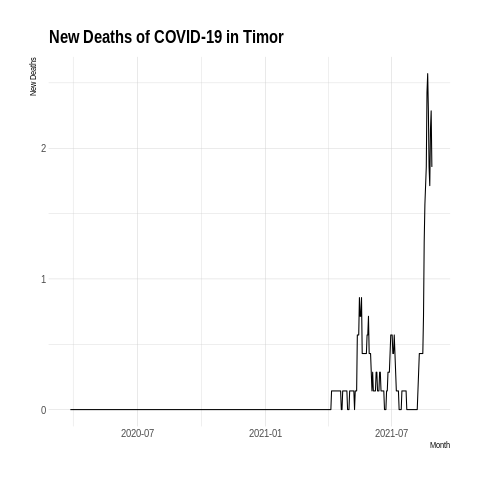 New Deaths of COVID-19 in Timor
New Deaths
2
1
0
2020-07 2021-01 2021-07
Month